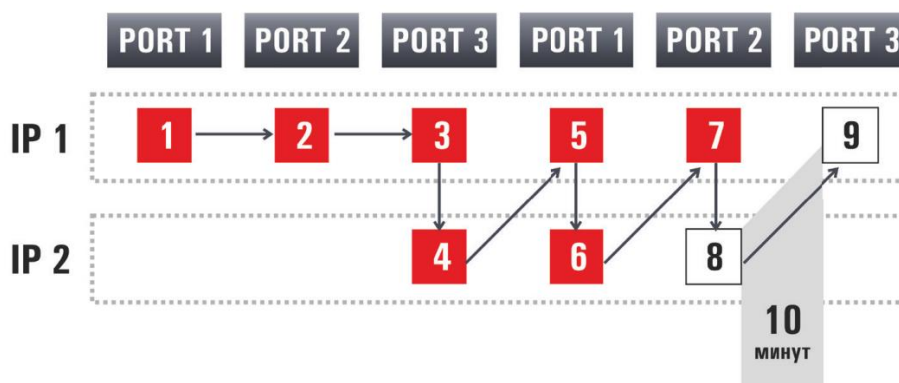 PORT 1 PORT 2 PORT 3 PORT 1 PORT 2 PORT 3
IP 1 1 2 3 5 7 9
IP 2 4 6 8
10
минут